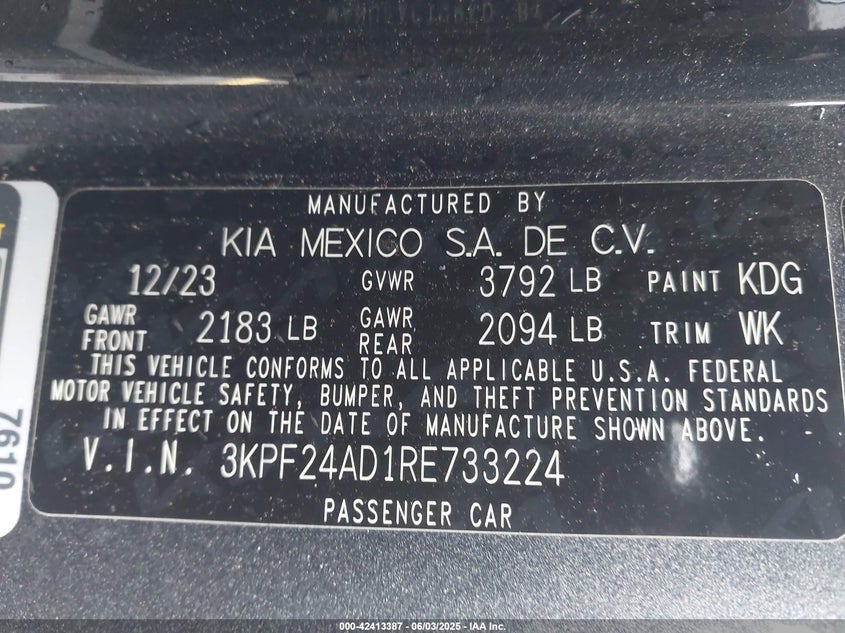 MANUFACTURED BY
KIA MEXICO S.A. DE C.V.
12/23 GVWR 3792 LB PAINT KDG
GAWR FRONT 2183 LB GAWR REAR 2094 LB TRIM WK
THIS VEHICLE CONFORMS TO ALL APPLICABLE U.S.A. FEDERAL
MOTOR VEHICLE SAFETY, BUMPER, AND THEFT PREVENTION STANDARDS
IN EFFECT ON THE DATE OF MANUFACTURE SHOWN ABOVE.
V.I.N. 3KPF24AD1RE733224
PASSENGER CAR
7610
000-42413387 - 06/03/2025 - IAA Inc.